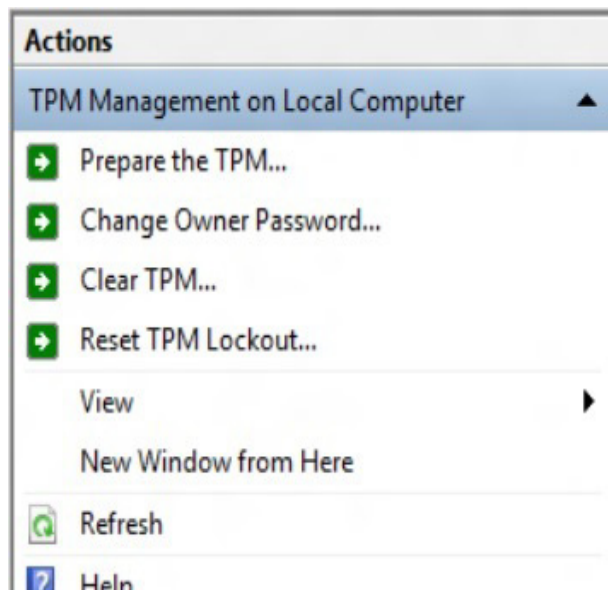 Actions
TPM Management on Local Computer
Prepare the TPM...
Change Owner Password...
Clear TPM...
Reset TPM Lockout...
View
New Window from Here
Refresh
Help